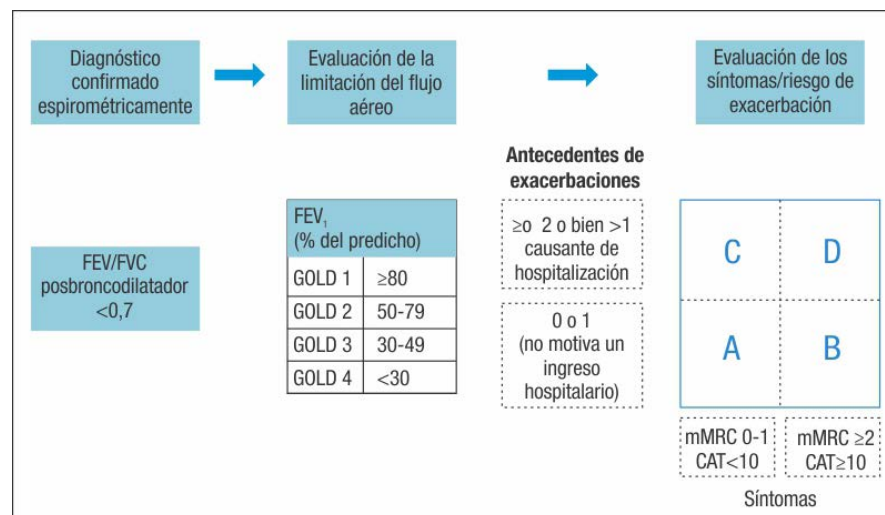 Diagnóstico
confirmado
espirométricamente
Evaluación de la
limitación del flujo
aéreo
Evaluación de los
síntomas/riesgo de
exacerbación
FEV/FVC
posbroncodilatador
<0,7
FEV1
(% del predicho)
GOLD 1 ≥80
GOLD 2 50-79
GOLD 3 30-49
GOLD 4 <30
Antecedentes de
exacerbaciones
≥o 2 o bien >1
causante de
hospitalización
0 o 1
(no motiva un
ingreso
hospitalario)
C D
A B
mMRC 0-1
CAT<10
mMRC ≥2
CAT≥10
Síntomas